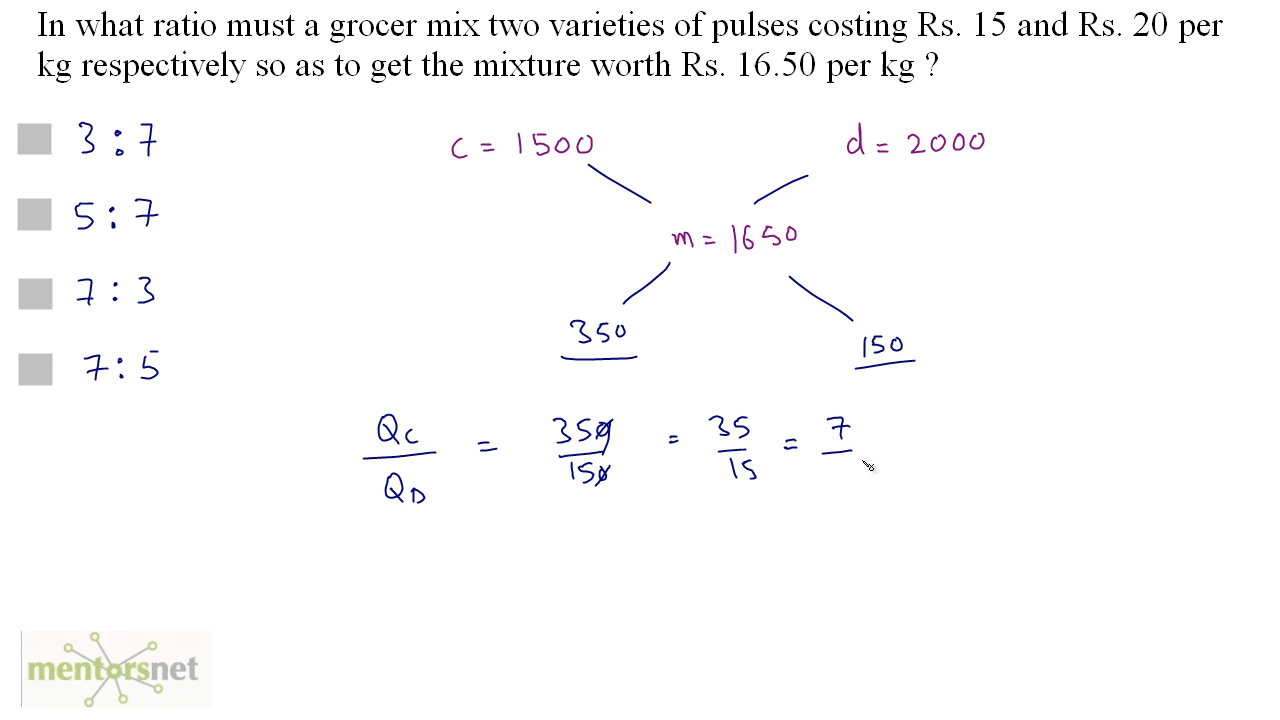 In what ratio must a grocer mix two varieties of pulses costing Rs. 15 and Rs. 20 per
kg respectively so as to get the mixture worth Rs. 16.50 per kg ?
3 : 7
5 : 7
7 : 3
7 : 5
c = 1500
d = 2000
m = 1650
350
150
QC / QD = 350 / 150 = 35 / 15 = 7
mentorsnet